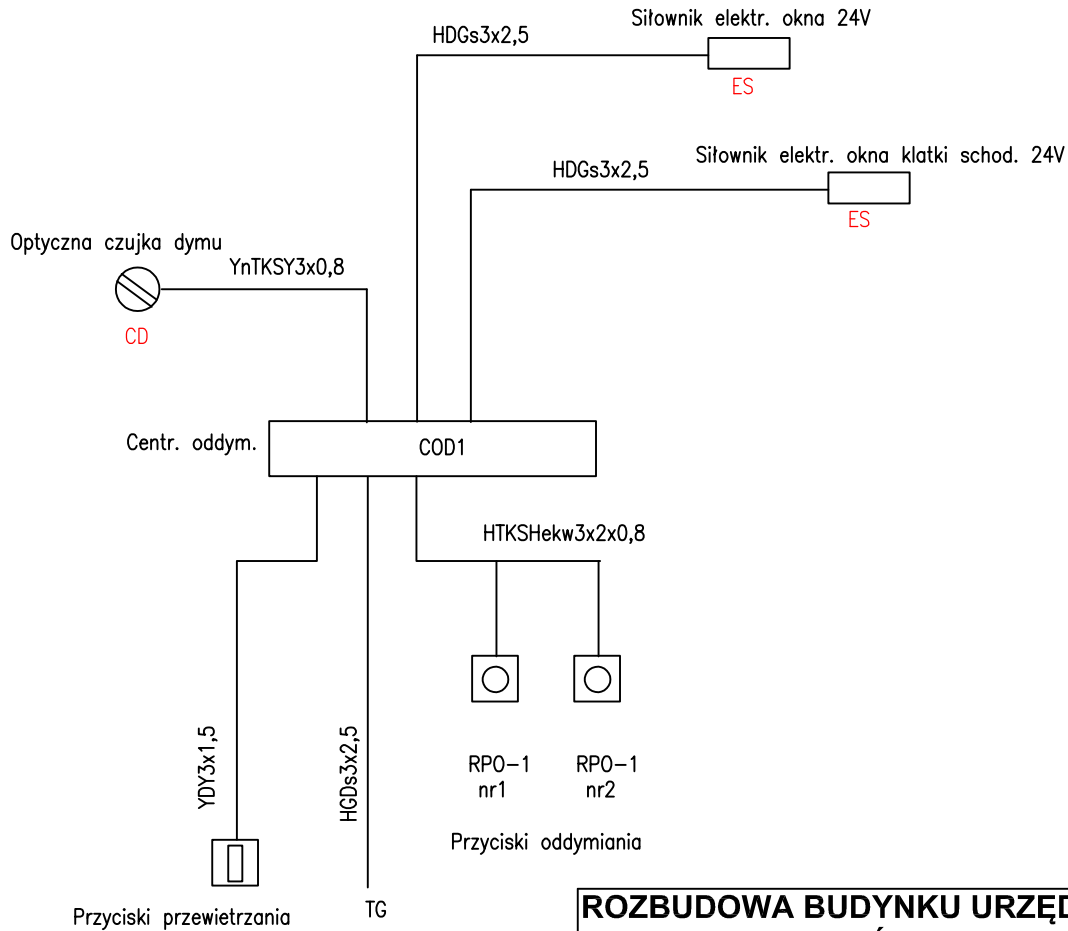 Siłownik elektr. okna 24V
HDGs3x2,5
ES
Siłownik elektr. okna klatki schod. 24V
HDGs3x2,5
ES
Optyczna czujka dymu
YnTKSY3x0,8
CD
Centr. oddym.
COD1
HTKSHekw3x2x0,8
YDY3x1,5
HGDs3x2,5
RPO-1
nr1
RPO-1
nr2
Przyciski oddymiania
Przyciski przewietrzania
TG
ROZBUDOWA BUDYNKU